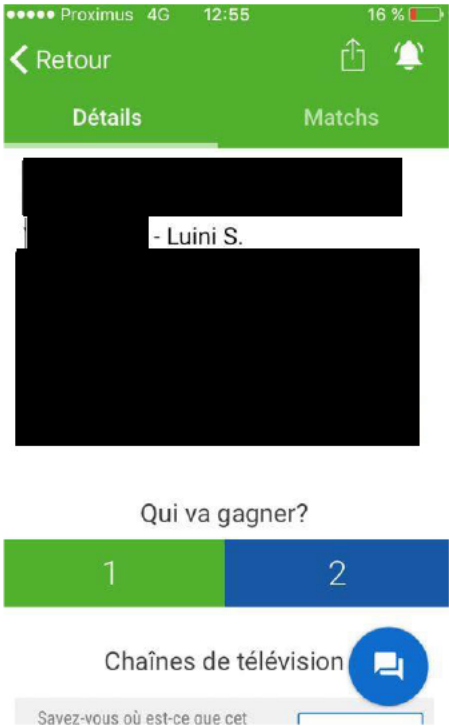 Proximus 4G 12:55 16 %
Retour
Détails Matchs
- Luini S.
Qui va gagner?
1 2
Chaînes de télévision
Savez-vous où est-ce que cet